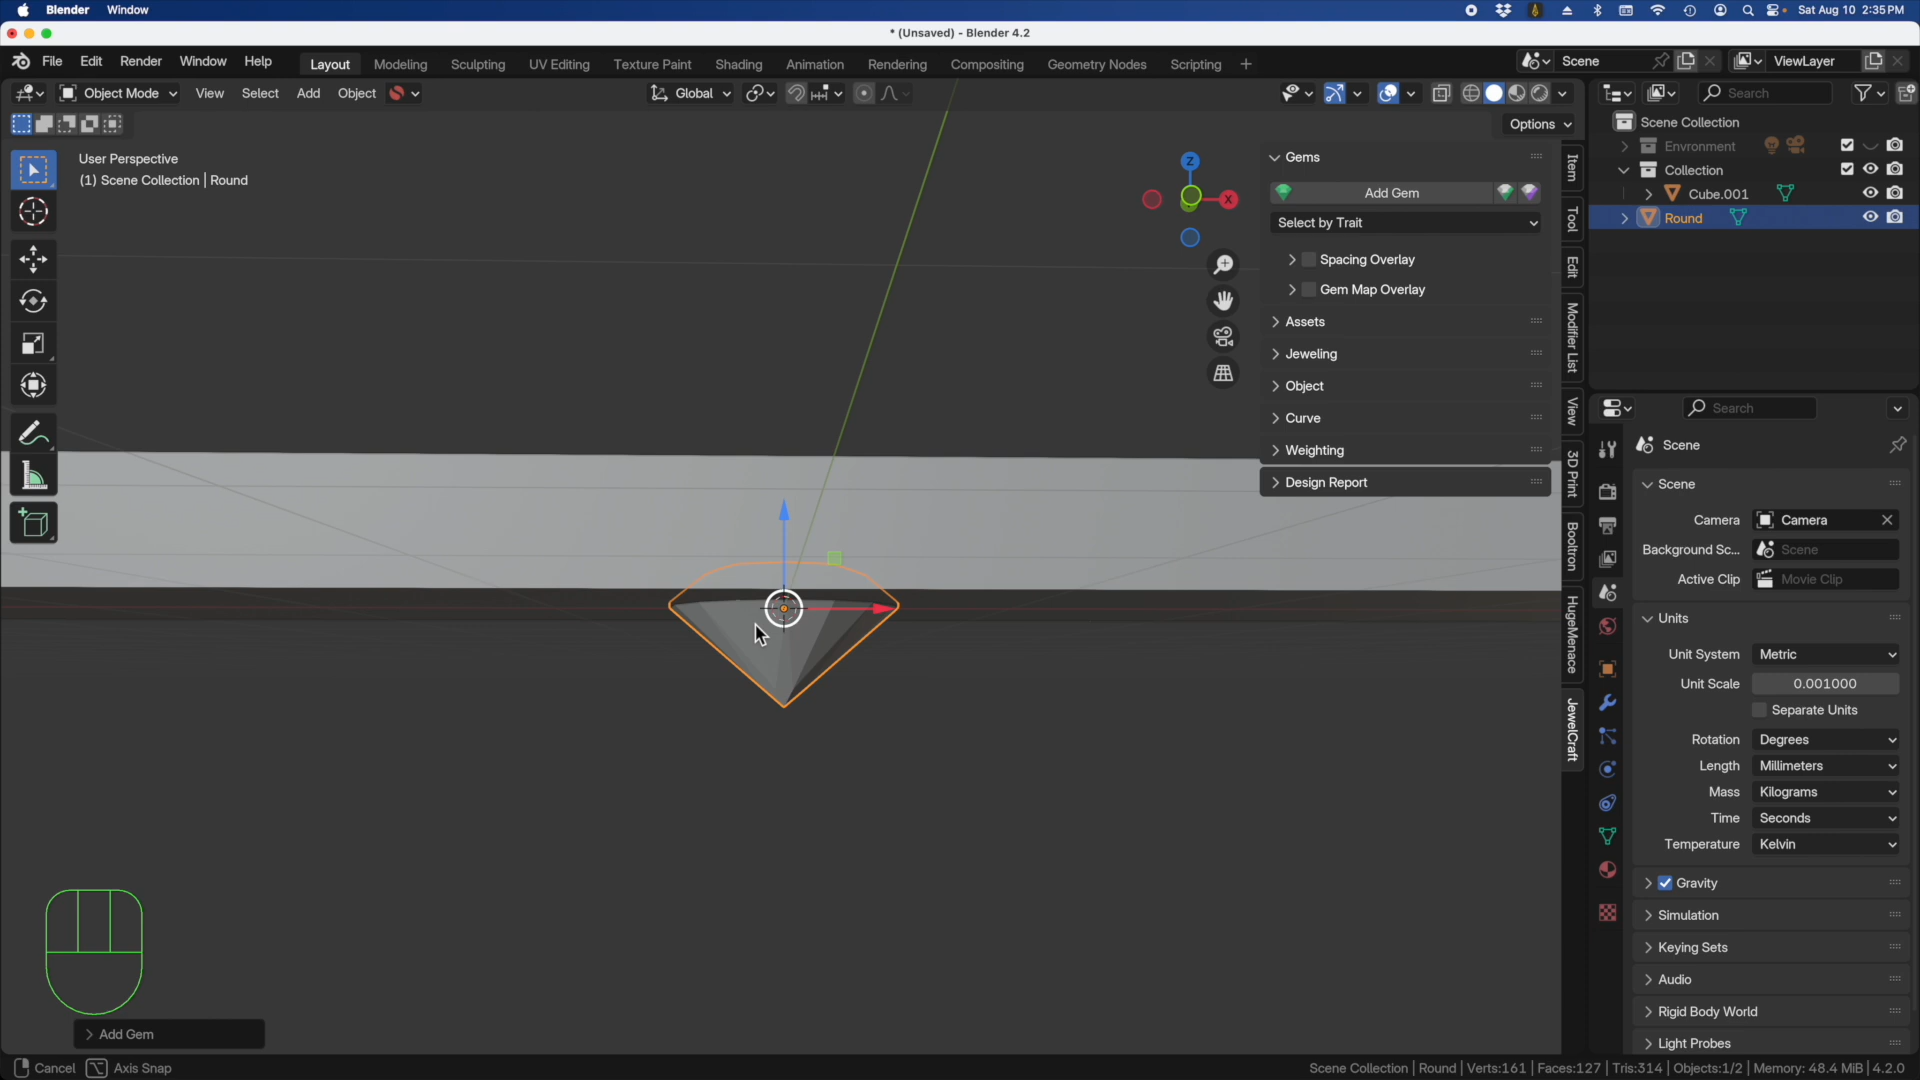 Blender Window Sat Aug 10 2:35 PM
* (Unsaved) - Blender 4.2
File Edit Render Window Help Layout Modeling Sculpting UV Editing Texture Paint Shading Animation Rendering Compositing Geometry Nodes Scripting + Scene ViewLayer
Object Mode View Select Add Object Global Search
Options
User Perspective
(1) Scene Collection | Round
Z
X
Gems
Add Gem
Select by Trait
Spacing Overlay
Gem Map Overlay
Assets
Jeweling
Object
Curve
Weighting
Design Report
Item
Tool
Edit
Modifier List
View
3D Print
Booltron
HugeMenace
JewelCraft
Scene Collection
Environment
Collection
Cube.001
Round
Search
Scene
Scene
Camera Camera
Background Sc... Scene
Active Clip Movie Clip
Units
Unit System Metric
Unit Scale 0.001000
Separate Units
Rotation Degrees
Length Millimeters
Mass Kilograms
Time Seconds
Temperature Kelvin
Gravity
Simulation
Keying Sets
Audio
Rigid Body World
Light Probes
Add Gem
Cancel Axis Snap
Scene Collection | Round | Verts:161 | Faces:127 | Tris:314 | Objects:1/2 | Memory: 48.4 MiB | 4.2.0